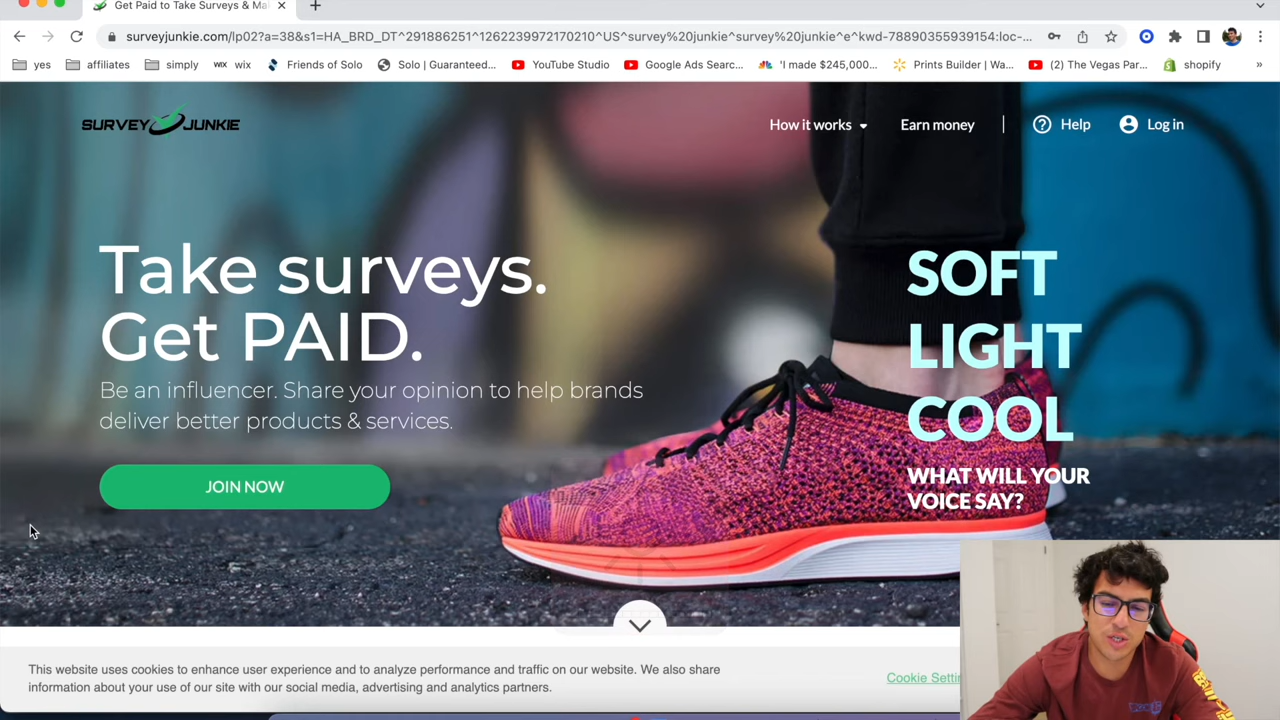 Get Paid to Take Surveys & Ma
surveyjunkie.com/lp02?a=38&s1=HA_BRD_DT^291886251^1262239972170210^US^survey%20junkie^survey%20junkie^e^kwd-78890355939154:loc-...
yes
affiliates
simply
WIX wix
Friends of Solo
Solo | Guaranteed...
YouTube Studio
Google Ads Searc...
'I made $245,000...
Prints Builder | Wa...
(2) The Vegas Par...
shopify
»
SURVEY JUNKIE
How it works
Earn money
Help
Log in
Take surveys.
Get PAID.
Be an influencer. Share your opinion to help brands
deliver better products & services.
JOIN NOW
SOFT
LIGHT
COOL
WHAT WILL YOUR
VOICE SAY?
This website uses cookies to enhance user experience and to analyze performance and traffic on our website. We also share
information about your use of our site with our social media, advertising and analytics partners.
Cookie Setti